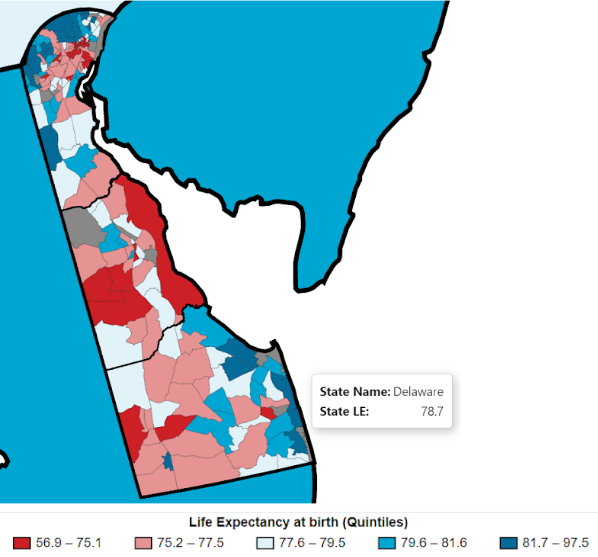 State Name: Delaware
State LE: 78.7
Life Expectancy at birth (Quintiles)
56.9 – 75.1 75.2 – 77.5 77.6 – 79.5 79.6 – 81.6 81.7 – 97.5